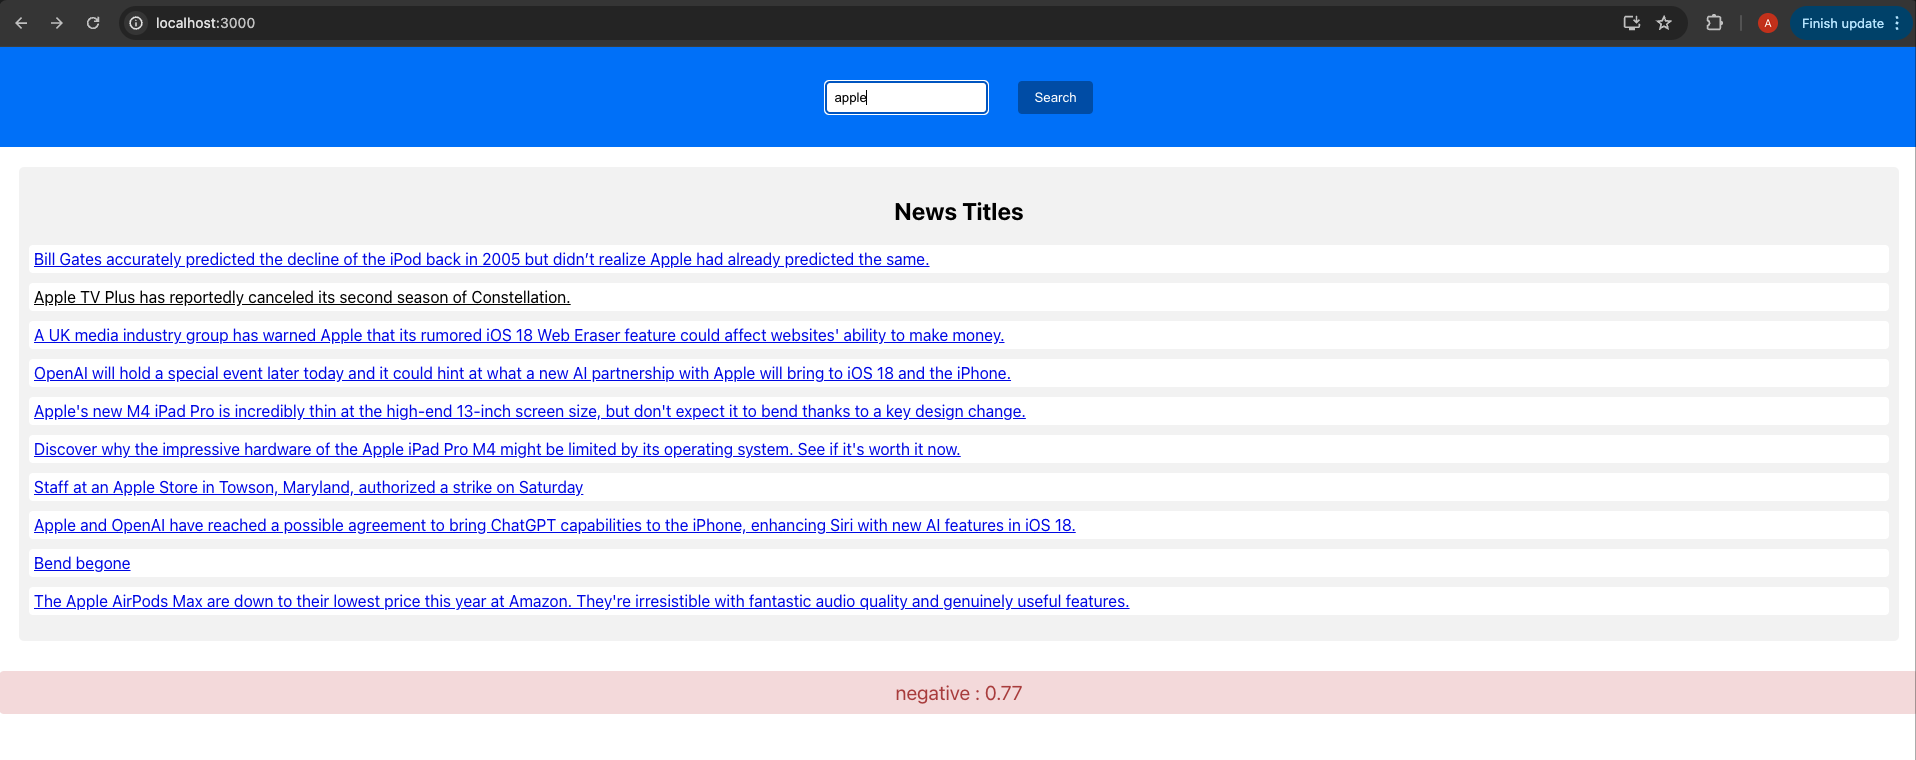 localhost:3000
A
Finish update
apple
Search
News Titles
Bill Gates accurately predicted the decline of the iPod back in 2005 but didn’t realize Apple had already predicted the same.
Apple TV Plus has reportedly canceled its second season of Constellation.
A UK media industry group has warned Apple that its rumored iOS 18 Web Eraser feature could affect websites' ability to make money.
OpenAI will hold a special event later today and it could hint at what a new AI partnership with Apple will bring to iOS 18 and the iPhone.
Apple's new M4 iPad Pro is incredibly thin at the high-end 13-inch screen size, but don't expect it to bend thanks to a key design change.
Discover why the impressive hardware of the Apple iPad Pro M4 might be limited by its operating system. See if it's worth it now.
Staff at an Apple Store in Towson, Maryland, authorized a strike on Saturday
Apple and OpenAI have reached a possible agreement to bring ChatGPT capabilities to the iPhone, enhancing Siri with new AI features in iOS 18.
Bend begone
The Apple AirPods Max are down to their lowest price this year at Amazon. They're irresistible with fantastic audio quality and genuinely useful features.
negative : 0.77